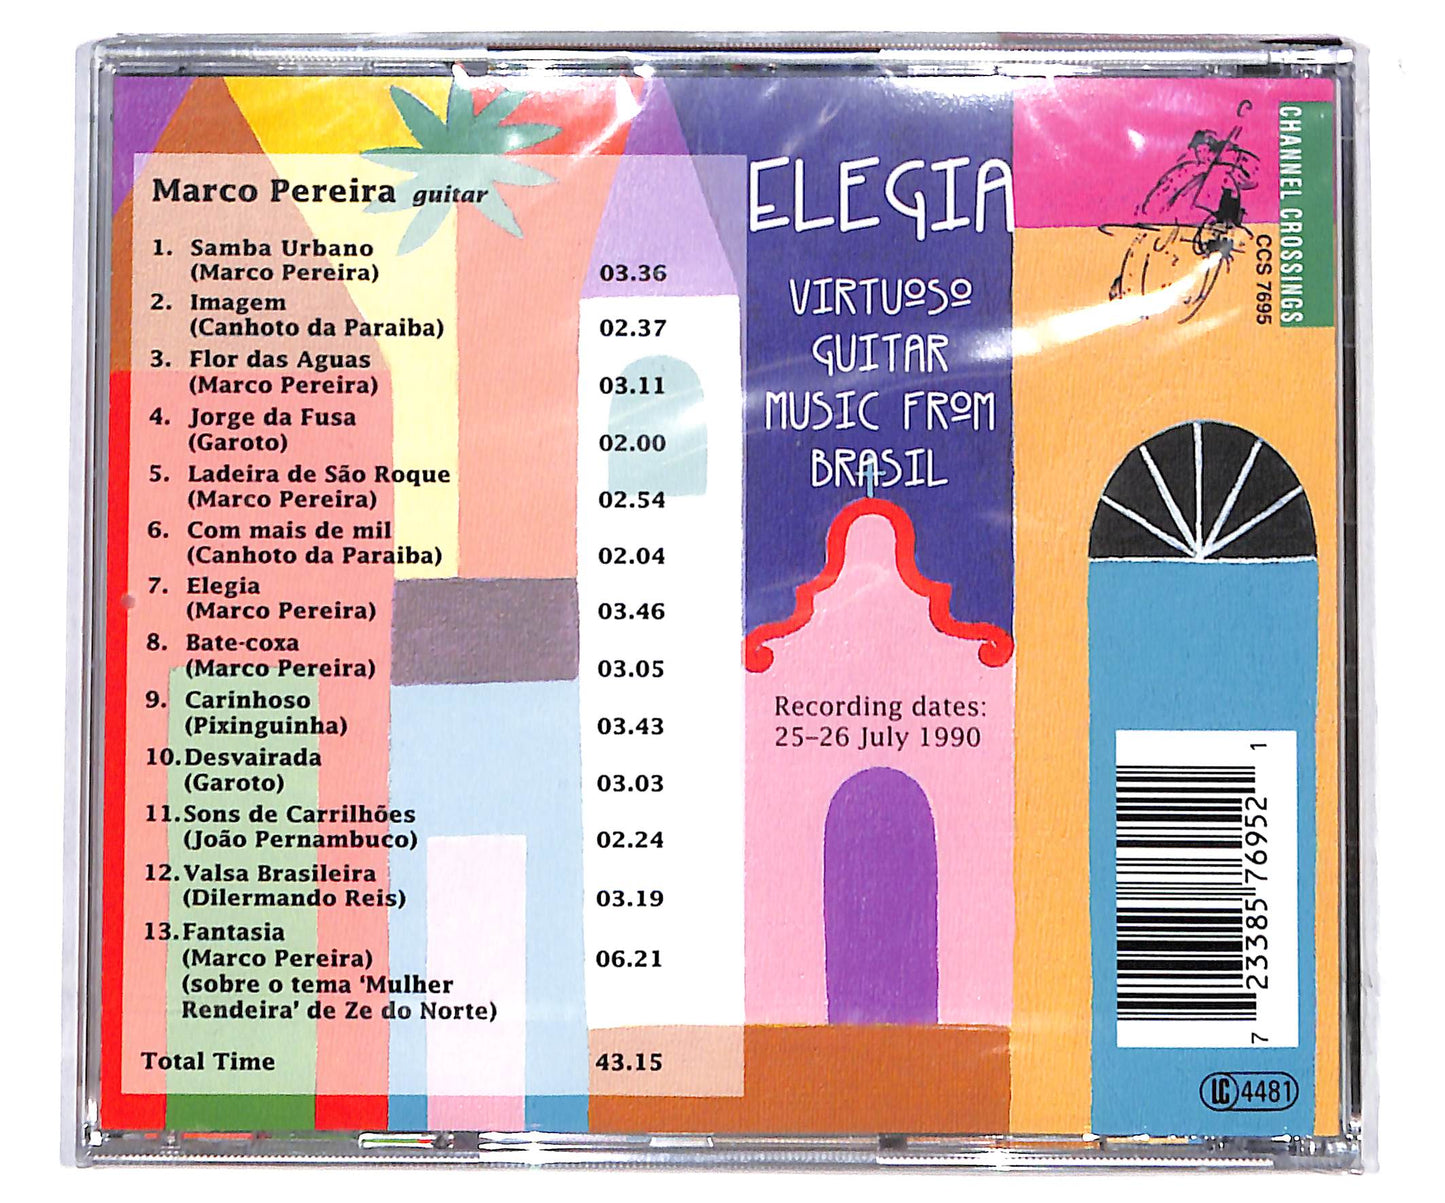 Marco Pereira guitar
1. Samba Urbano
(Marco Pereira) 03.36
2. Imagem
(Canhoto da Paraiba) 02.37
3. Flor das Aguas
(Marco Pereira) 03.11
4. Jorge da Fusa
(Garoto) 02.00
5. Ladeira de São Roque
(Marco Pereira) 02.54
6. Com mais de mil
(Canhoto da Paraiba) 02.04
7. Elegia
(Marco Pereira) 03.46
8. Bate-coxa
(Marco Pereira) 03.05
9. Carinhoso
(Pixinguinha) 03.43
10. Desvairada
(Garoto) 03.03
11. Sons de Carrilhões
(João Pernambuco) 02.24
12. Valsa Brasileira
(Dilermando Reis) 03.19
13. Fantasia
(Marco Pereira) 06.21
(sobre o tema ‘Mulher
Rendeira’ de Ze do Norte)
Total Time 43.15
ELEGIA
VIRTUOSO
GUITAR
MUSIC FROM
BRASIL
Recording dates:
25–26 July 1990
CHANNEL CROSSINGS
CCS 7695
7 23385 76952 1
LC 4481